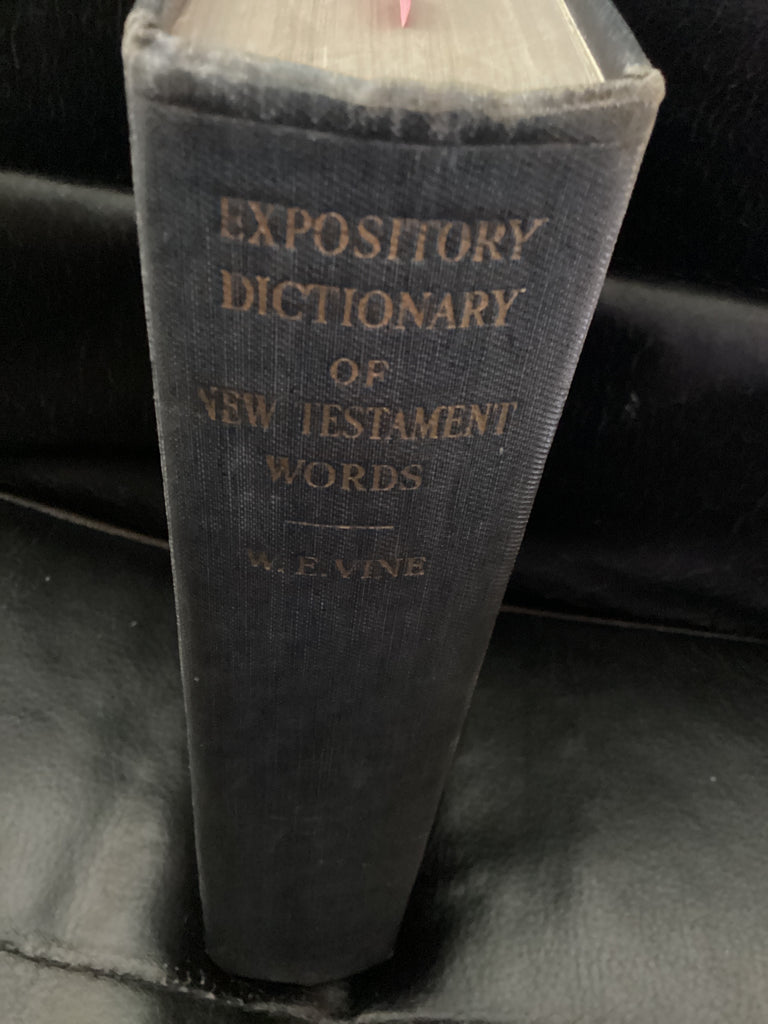 EXPOSITORY
DICTIONARY
OF
NEW TESTAMENT
WORDS
W. E. VINE